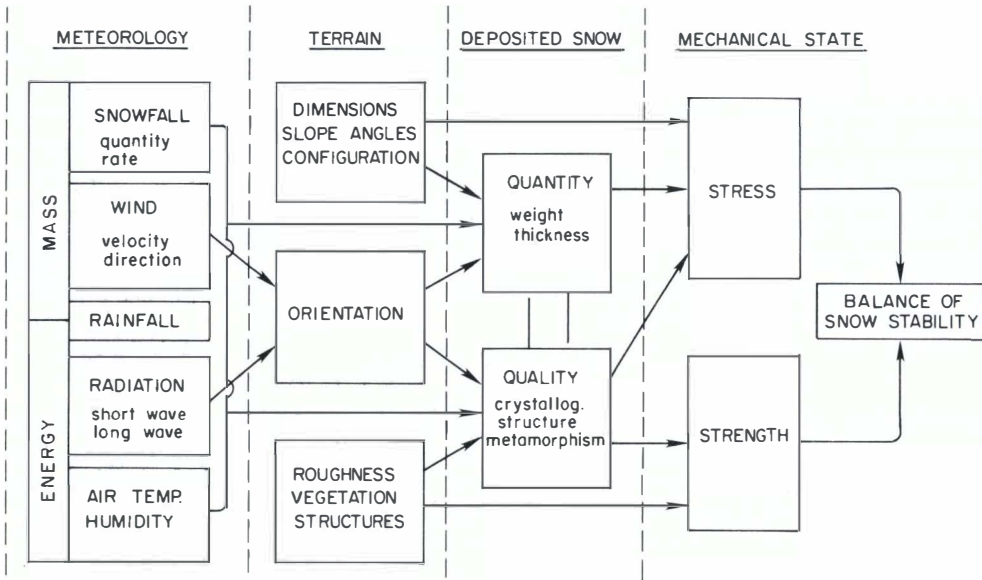 METEOROLOGY
TERRAIN
DEPOSITED SNOW
MECHANICAL STATE
MASS
SNOWFALL
quantity
rate
WIND
velocity
direction
RAINFALL
ENERGY
RADIATION
short wave
long wave
AIR TEMP.
HUMIDITY
DIMENSIONS
SLOPE ANGLES
CONFIGURATION
ORIENTATION
ROUGHNESS
VEGETATION
STRUCTURES
QUANTITY
weight
thickness
QUALITY
crystallog.
structure
metamorphism
STRESS
STRENGTH
BALANCE OF
SNOW STABILITY